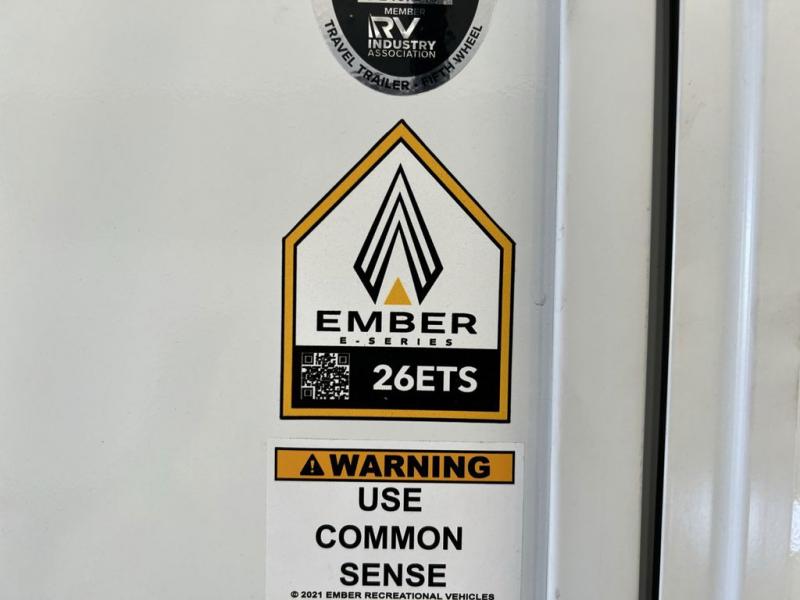 MEMBER
RV
INDUSTRY
ASSOCIATION
TRAVEL TRAILER • FIFTH WHEEL
EMBER
E-SERIES
26ETS
WARNING
USE
COMMON
SENSE
© 2021 EMBER RECREATIONAL VEHICLES